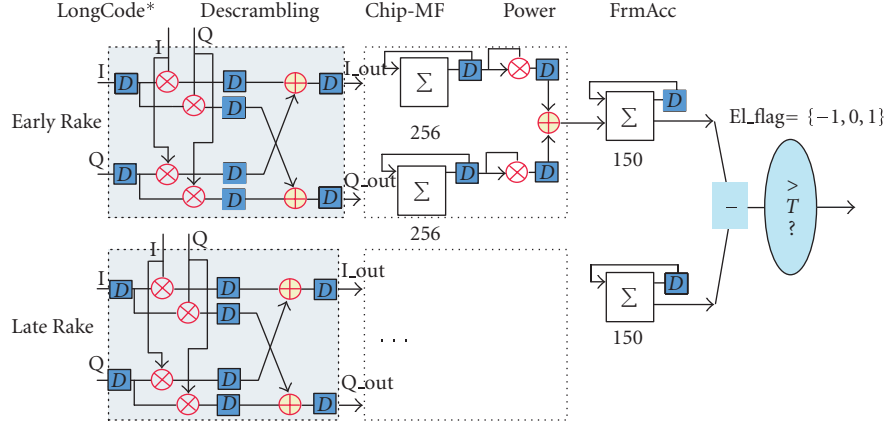 LongCode* Descrambling Chip-MF Power FrmAcc
I Q
I D D D I_out Σ D D
Early Rake
256
Σ D
150
El_flag= {−1, 0, 1}
D
Q D D D Q_out Σ D D
D
256
−
>
T
?
I Q
I D D D I_out
Late Rake
D
Σ D
150
. . .
Q D D D Q_out
D D